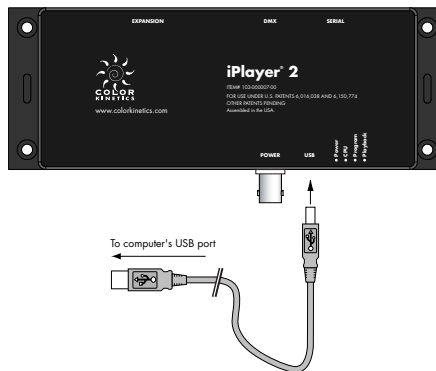 EXPANSION DMX SERIAL
COLOR
KINETICS
www.colorkinetics.com
iPlayer® 2
ITEM# 103-000007-00
FOR USE UNDER U.S. PATENTS 6,016,038 AND 6,150,774
OTHER PATENTS PENDING
Assembled in the USA.
POWER USB
Power
CPU
Program
Playback
To computer's USB port